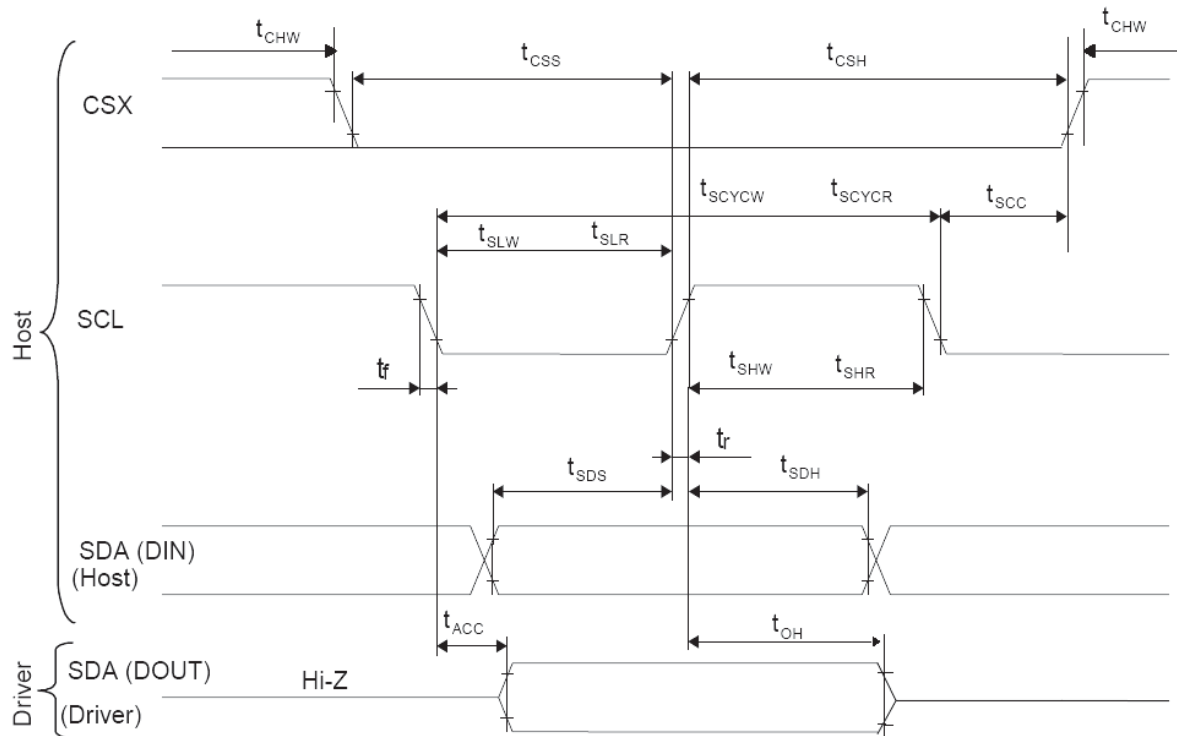 tCHW
tCHW
tCSS
tCSH
CSX
tSCYCW
tSCYCR
tSCC
tSLW
tSLR
Host
SCL
tf
tSHW
tSHR
tr
tSDS
tSDH
SDA (DIN)
(Host)
tACC
tOH
Driver
SDA (DOUT)
Hi-Z
(Driver)